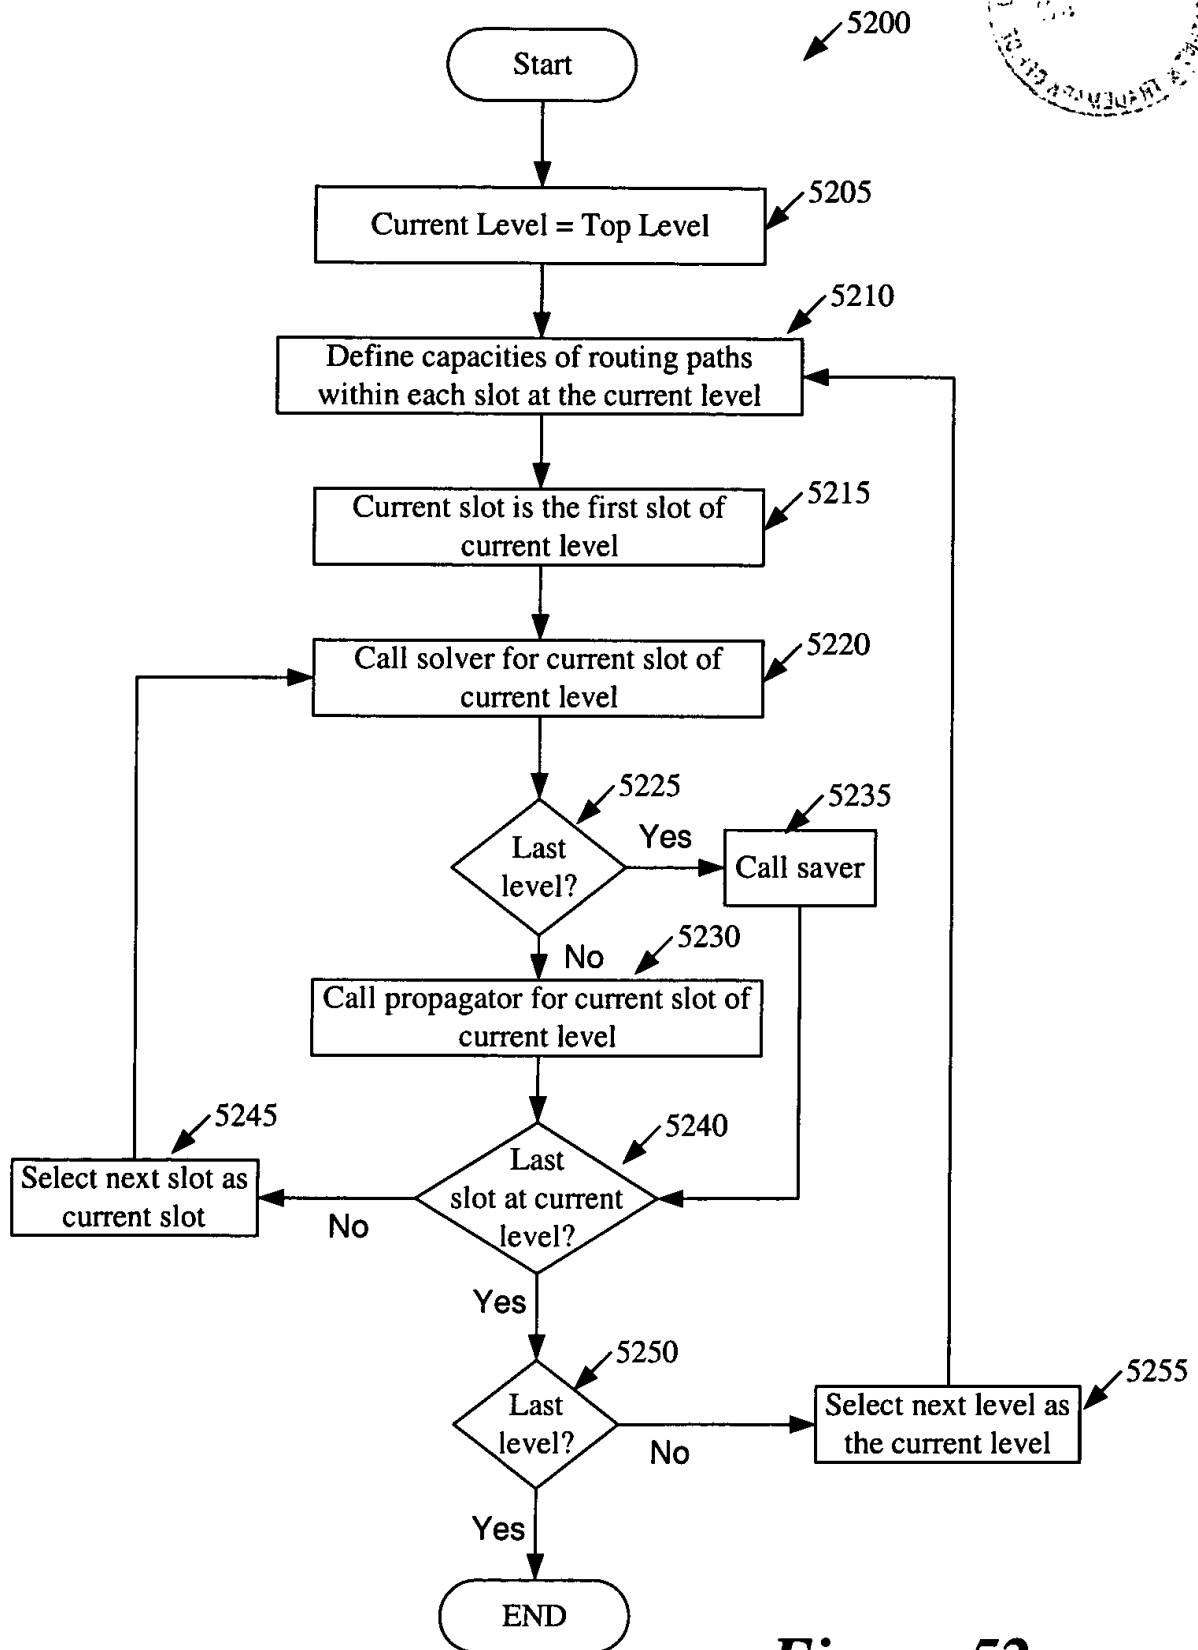 5200
Start
5205
Current Level = Top Level
5210
Define capacities of routing paths
within each slot at the current level
5215
Current slot is the first slot of
current level
5220
Call solver for current slot of
current level
5225
5235
Last
level?
Yes
Call saver
5230
No
Call propagator for current slot of
current level
5245
5240
Select next slot as
current slot
Last
slot at current
level?
No
Yes
5250
5255
Last
level?
No
Select next level as
the current level
Yes
END